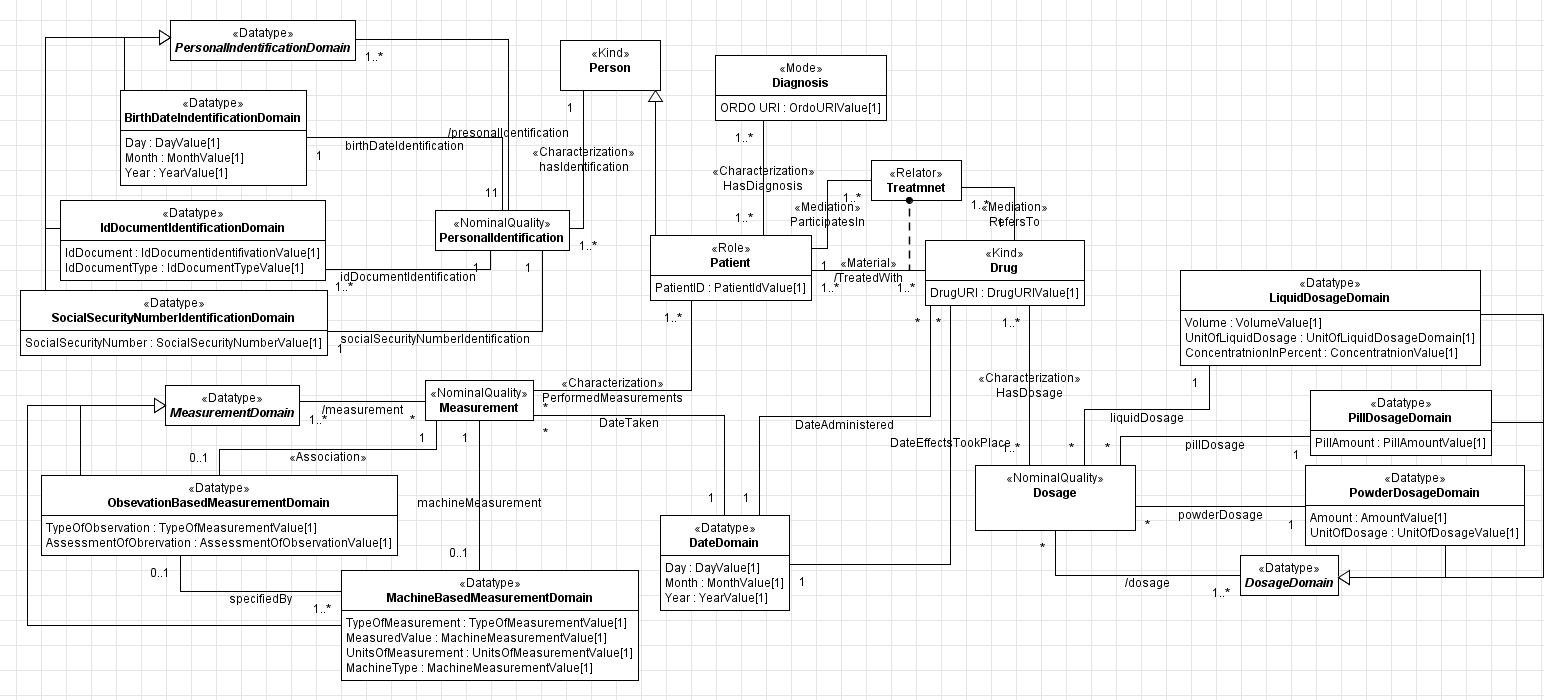 «Datatype»
PersonalIndentificationDomain
1..*
«Kind»
Person
1
«Mode»
Diagnosis
ORDO URI : OrdoURIValue[1]
1..*
«Datatype»
BirthDateIndentificationDomain
Day : DayValue[1]
Month : MonthValue[1]
Year : YearValue[1]
/presonalIdentification
birthDateIdentification
1
«Characterization»
hasIdentification
11
«Characterization»
HasDiagnosis
1..*
«Relator»
Treatmnet
1..*
1..*
«Mediation»
ParticipatesIn
«Mediation»
RefersTo
1
«Datatype»
IdDocumentIdentificationDomain
IdDocument : IdDocumentidentifivationValue[1]
IdDocumentType : IdDocumentTypeValue[1]
«NominalQuality»
PersonalIdentification
1..*
1
1
idDocumentIdentification
1..*
«Role»
Patient
PatientID : PatientIdValue[1]
1
«Material»
/TreatedWith
1..*
1..*
«Kind»
Drug
DrugURI : DrugURIValue[1]
«Datatype»
SocialSecurityNumberIdentificationDomain
SocialSecurityNumber : SocialSecurityNumberValue[1]
socialSecurityNumberIdentification
1
1..*
*
*
1..*
«Datatype»
LiquidDosageDomain
Volume : VolumeValue[1]
UnitOfLiquidDosage : UnitOfLiquidDosageDomain[1]
ConcentratnionInPercent : ConcentratnionValue[1]
1
«Datatype»
MeasurementDomain
/measurement
1..*
*
«NominalQuality»
Measurement
«Characterization»
PerformedMeasurements
*
*
DateTaken
DateAdministered
DateEffectsTookPlace
«Characterization»
HasDosage
1..*
liquidDosage
*
*
pillDosage
1
«Datatype»
PillDosageDomain
PillAmount : PillAmountValue[1]
1
1
0..1
«Association»
«Datatype»
ObsevationBasedMeasurementDomain
TypeOfObservation : TypeOfMeasurementValue[1]
AssessmentOfObrervation : AssessmentOfObservationValue[1]
machineMeasurement
0..1
1
1
«Datatype»
DateDomain
Day : DayValue[1]
Month : MonthValue[1]
Year : YearValue[1]
1
«NominalQuality»
Dosage
*
powderDosage
1
«Datatype»
PowderDosageDomain
Amount : AmountValue[1]
UnitOfDosage : UnitOfDosageValue[1]
*
/dosage
1..*
«Datatype»
DosageDomain
0..1
specifiedBy
1..*
«Datatype»
MachineBasedMeasurementDomain
TypeOfMeasurement : TypeOfMeasurementValue[1]
MeasuredValue : MachineMeasurementValue[1]
UnitsOfMeasurement : UnitsOfMeasurementValue[1]
MachineType : MachineMeasurementValue[1]